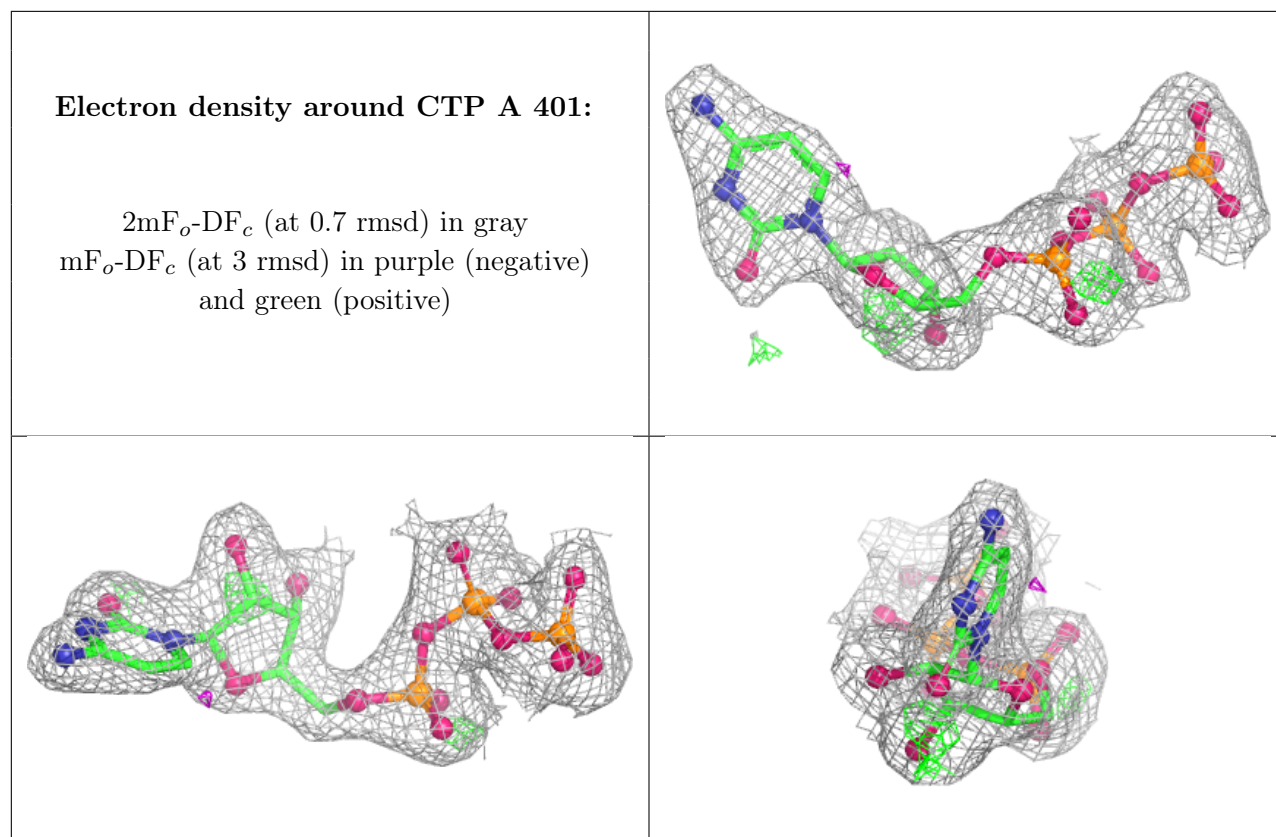 Electron density around CTP A 401:
2mFo-DFc (at 0.7 rmsd) in gray
mFo-DFc (at 3 rmsd) in purple (negative)
and green (positive)